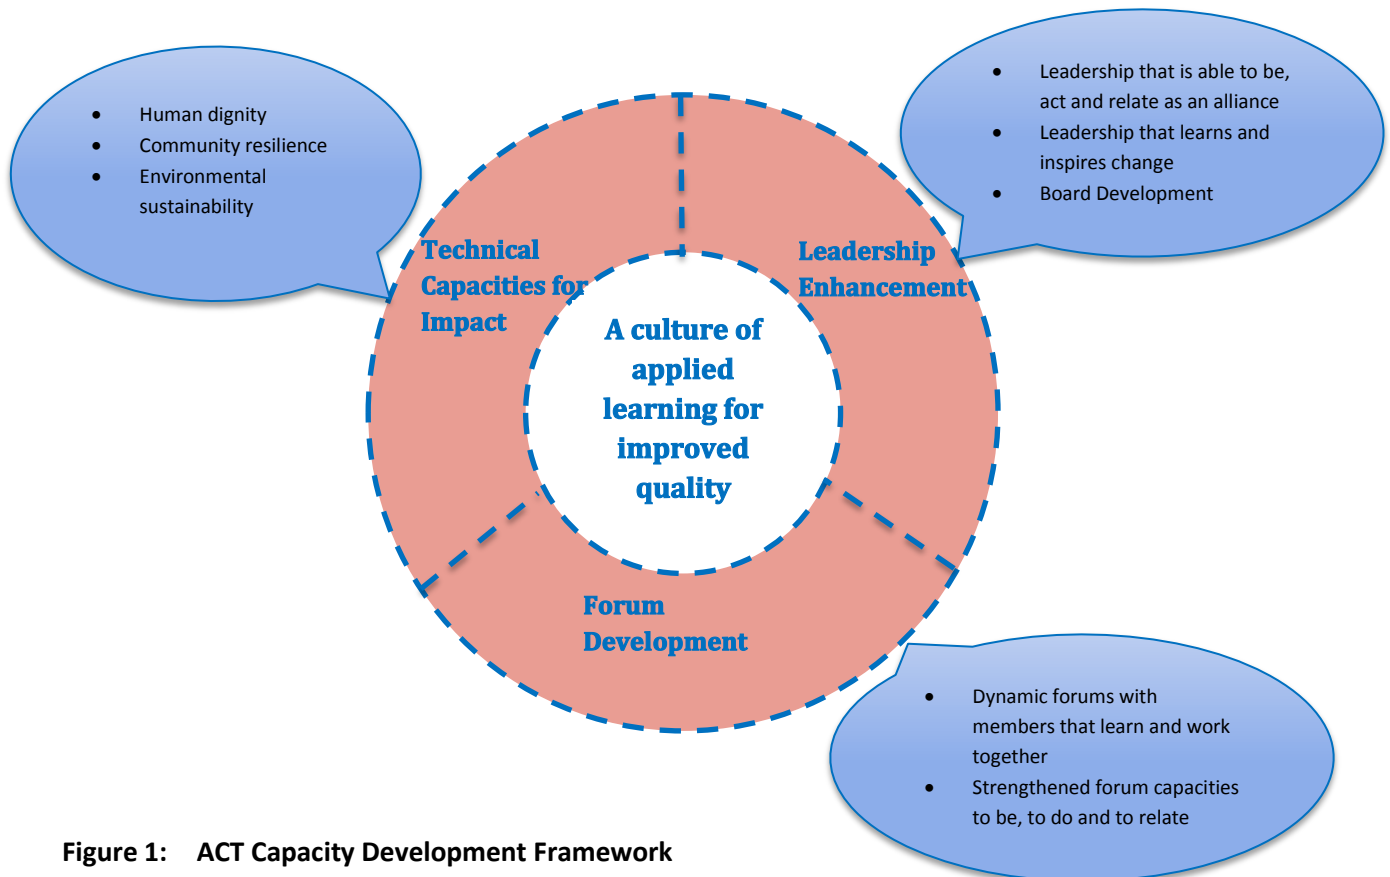 • Human dignity
• Community resilience
• Environmental
sustainability
• Leadership that is able to be,
act and relate as an alliance
• Leadership that learns and
inspires change
• Board Development
Technical
Capacities for
Impact
Leadership
Enhancement
A culture of
applied
learning for
improved
quality
Forum
Development
• Dynamic forums with
members that learn and work
together
• Strengthened forum capacities
to be, to do and to relate
Figure 1: ACT Capacity Development Framework